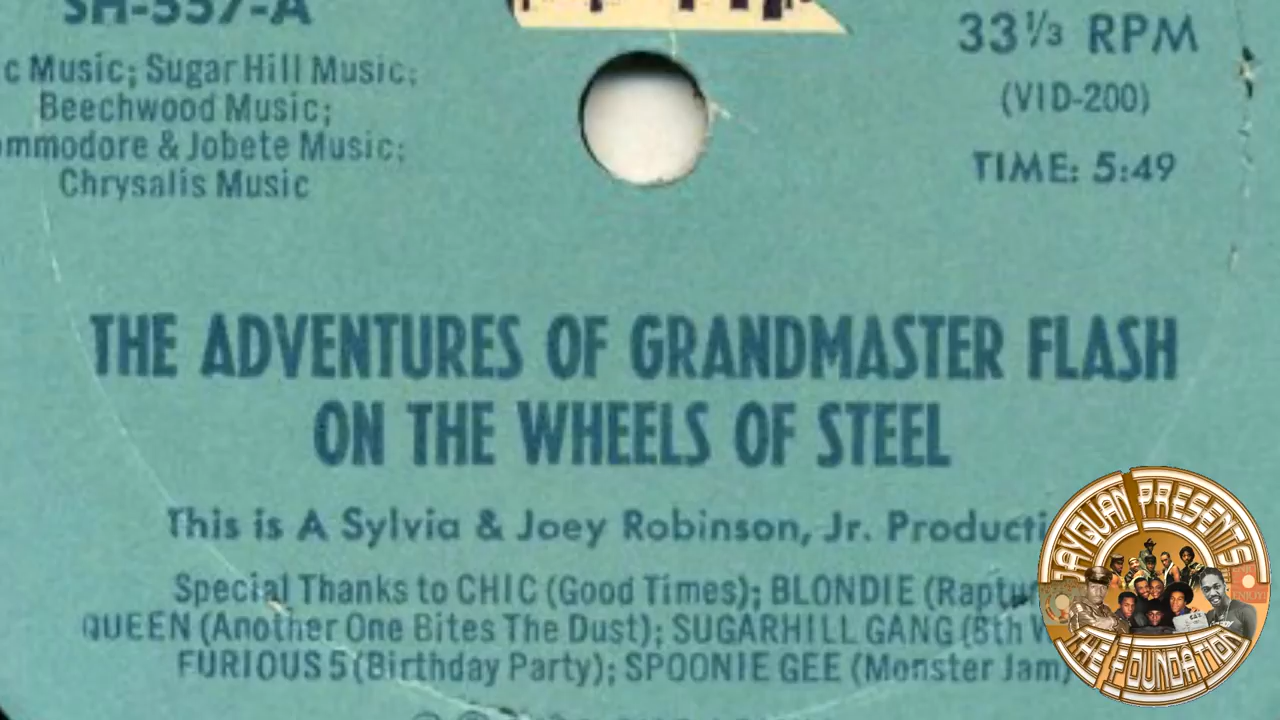 SH-557-A
c Music; Sugar Hill Music;
Beechwood Music;
ommodore & Jobete Music;
Chrysalis Music
33⅓ RPM
(VID-200)
TIME: 5:49
THE ADVENTURES OF GRANDMASTER FLASH
ON THE WHEELS OF STEEL
This is A Sylvia & Joey Robinson, Jr. Producti
Special Thanks to CHIC (Good Times); BLONDIE (Raptu
QUEEN (Another One Bites The Dust); SUGARHILL GANG (8th W
FURIOUS 5 (Birthday Party); SPOONIE GEE (Monster Jam)
JAYQUAN PRESENTS
THE FOUNDATION